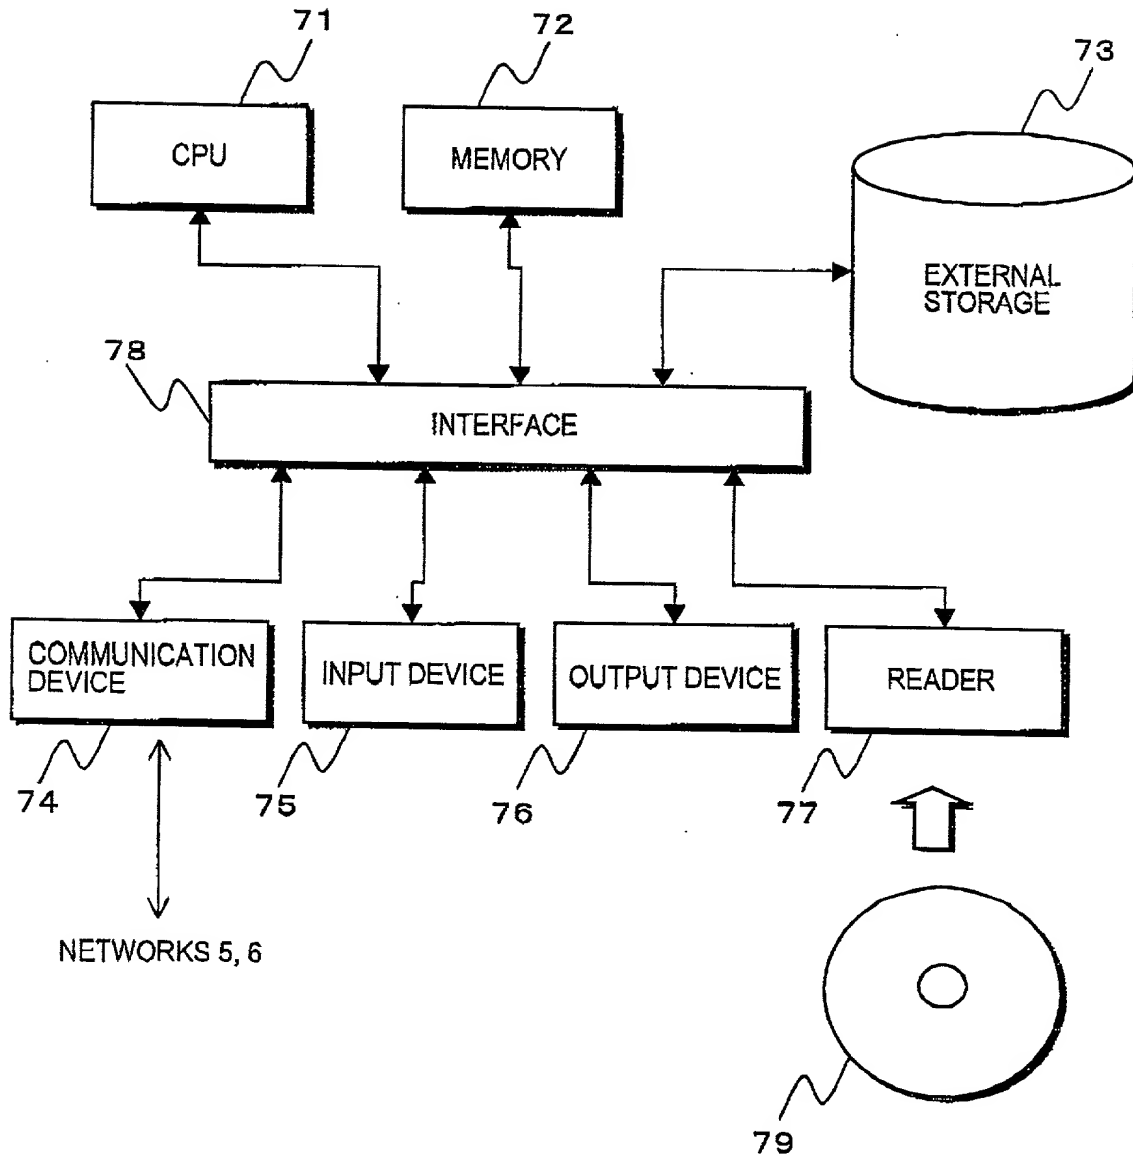 71
72
73
CPU
MEMORY
EXTERNAL
STORAGE
78
INTERFACE
COMMUNICATION
DEVICE
INPUT DEVICE
OUTPUT DEVICE
READER
74
75
76
77
NETWORKS 5, 6
79